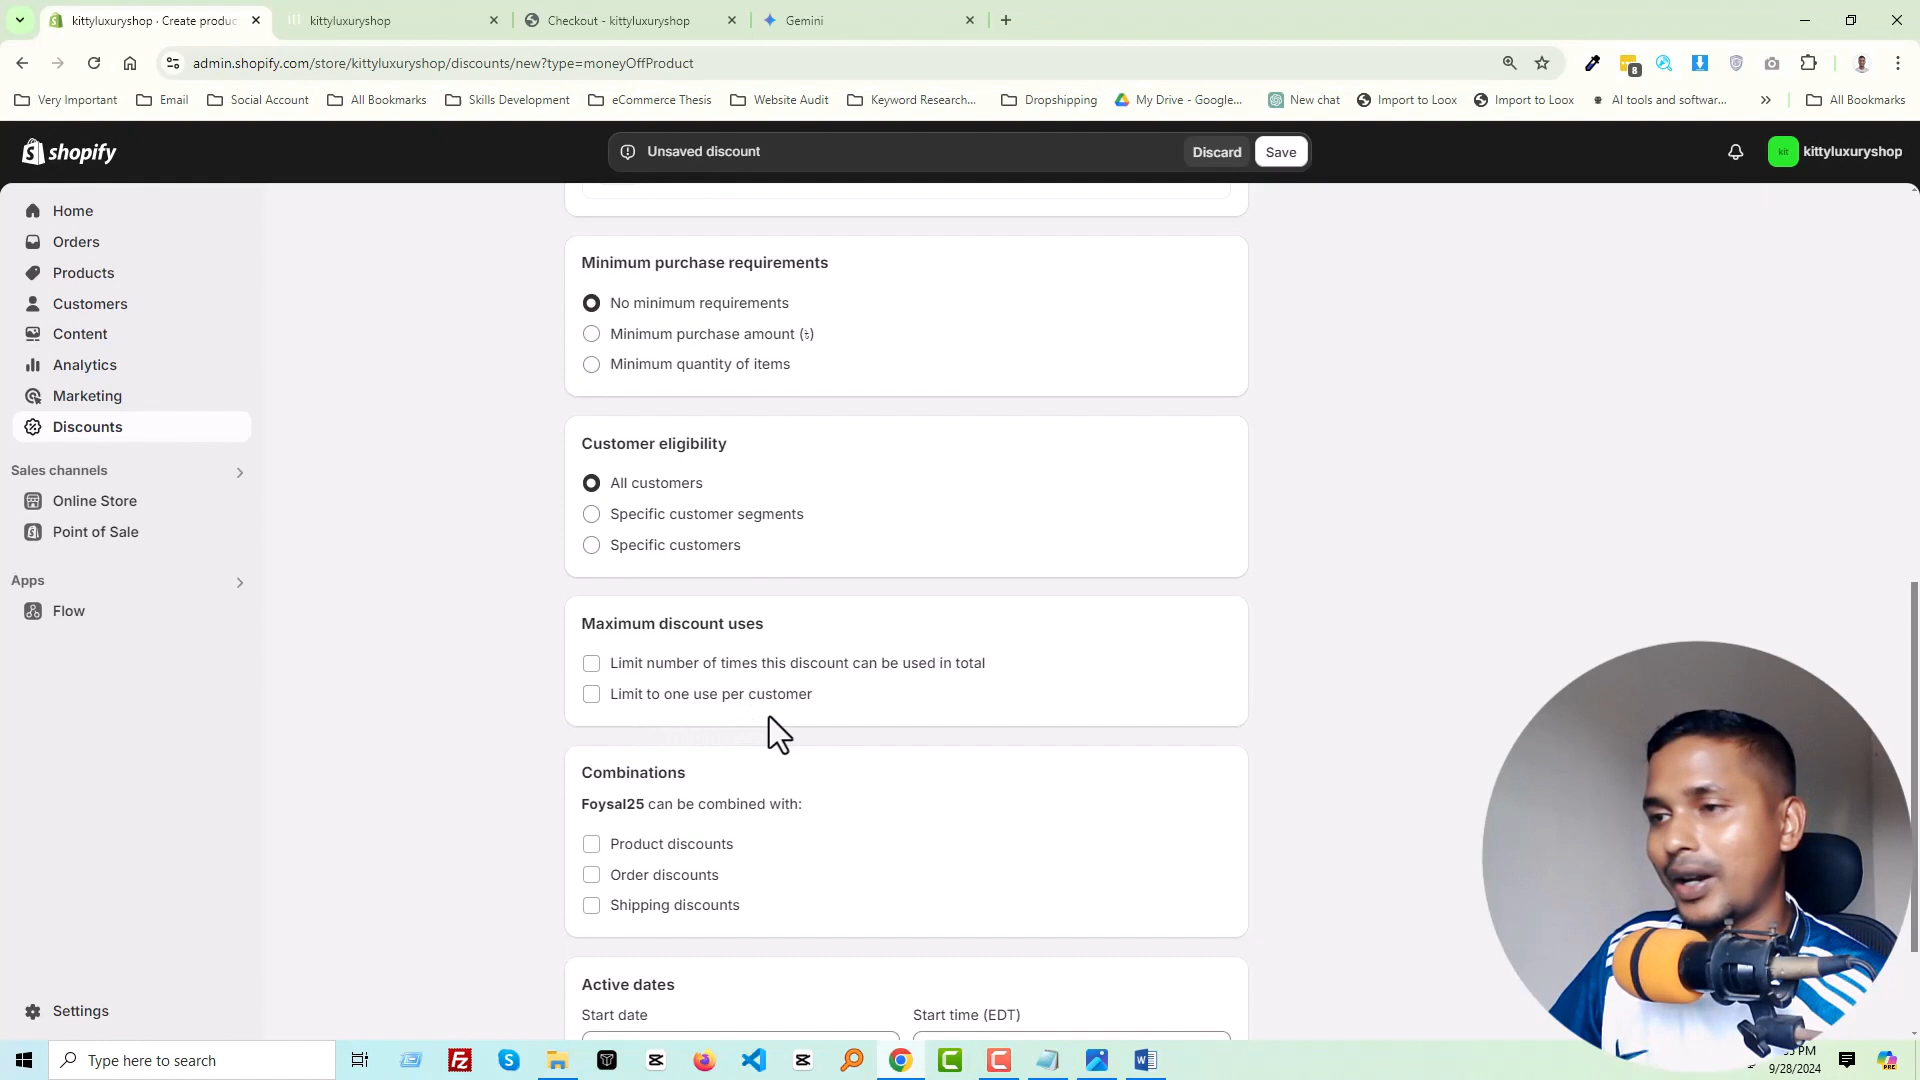 kittyluxuryshop · Create produc
kittyluxuryshop
Checkout - kittyluxuryshop
Gemini
admin.shopify.com/store/kittyluxuryshop/discounts/new?type=moneyOffProduct
8
Very Important
Email
Social Account
All Bookmarks
Skills Development
eCommerce Thesis
Website Audit
Keyword Research...
Dropshipping
My Drive - Google...
New chat
Import to Loox
Import to Loox
AI tools and softwar...
All Bookmarks
shopify
Unsaved discount
Discard
Save
kit
kittyluxuryshop
Home
Orders
Products
Customers
Content
Analytics
Marketing
Discounts
Sales channels
Online Store
Point of Sale
Apps
Flow
Settings
Minimum purchase requirements
No minimum requirements
Minimum purchase amount (৳)
Minimum quantity of items
Customer eligibility
All customers
Specific customer segments
Specific customers
Maximum discount uses
Limit number of times this discount can be used in total
Limit to one use per customer
Combinations
Foysal25 can be combined with:
Product discounts
Order discounts
Shipping discounts
Active dates
Start date
Start time (EDT)
Type here to search
PM
9/28/2024